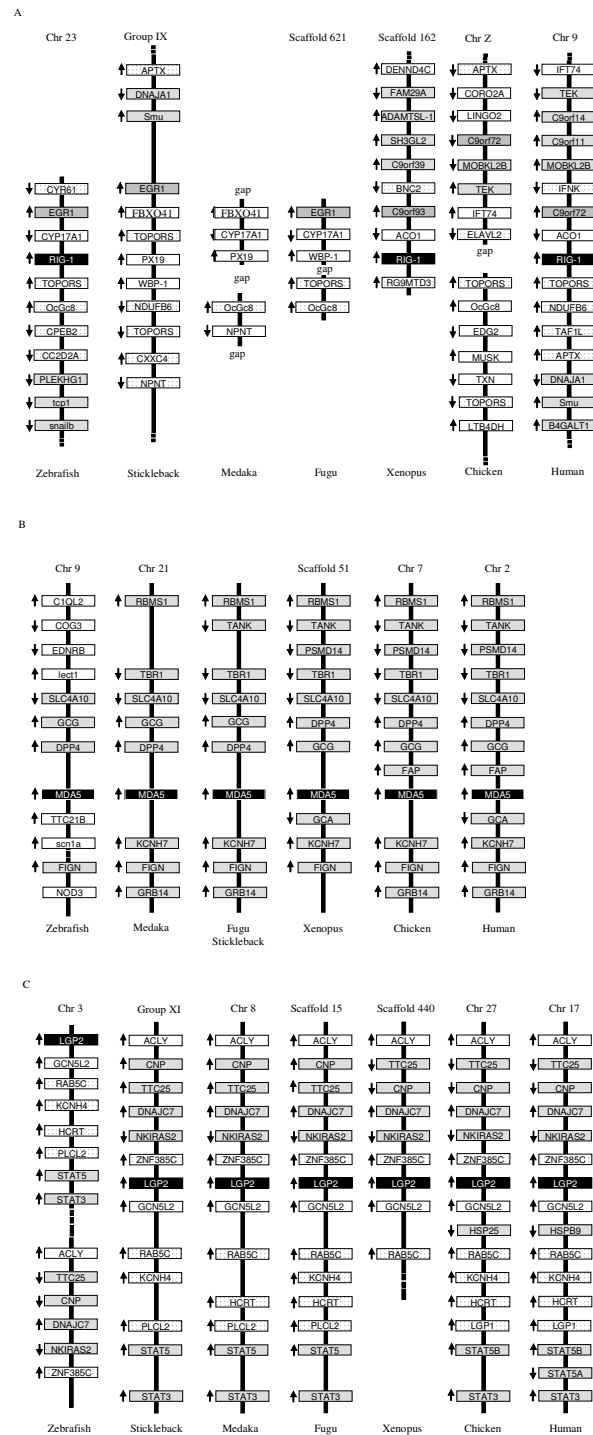 A
Chr 23 Group IX Scaffold 621 Scaffold 162 Chr Z Chr 9
APTX DENND4C APTX IFT74
DNAJA1 FAM29A CORO2A TEK
Smu ADAMTSL-1 LINGO2 C9orf14
SH3GL2 C9orf72 C9orf11
C9orf39 MOBKL2B MOBKL2B
CYR61 EGR1 gap BNC2 TEK IFNK
EGR1 FBXO41 FBXO41 EGR1 C9orf93 IFT74 C9orf72
CYP17A1 TOPORS CYP17A1 CYP17A1 ACO1 ELAVL2 ACO1
RIG-1 PX19 PX19 WBP-1 RIG-1 gap RIG-1
gap gap
TOPORS WBP-1 TOPORS RG9MTD3 TOPORS TOPORS
OcGc8 NDUFB6 OcGc8 OcGc8 OcGc8 NDUFB6
CPEB2 TOPORS NPNT EDG2 TAF1L
CC2D2A CXXC4 gap MUSK APTX
PLEKHG1 NPNT TXN DNAJA1
tcp1 TOPORS Smu
snailb LTB4DH B4GALT1
Zebrafish Stickleback Medaka Fugu Xenopus Chicken Human
B
Chr 9 Chr 21 Scaffold 51 Chr 7 Chr 2
C1QL2 RBMS1 RBMS1 RBMS1 RBMS1 RBMS1
COG3 TANK TANK TANK TANK
EDNRB PSMD14 PSMD14 PSMD14
lect1 TBR1 TBR1 TBR1 TBR1 TBR1
SLC4A10 SLC4A10 SLC4A10 SLC4A10 SLC4A10 SLC4A10
GCG GCG GCG DPP4 DPP4 DPP4
DPP4 DPP4 DPP4 GCG GCG GCG
FAP FAP
MDA5 MDA5 MDA5 MDA5 MDA5
TTC21B GCA GCA
scn1a KCNH7 KCNH7 KCNH7 KCNH7 KCNH7
FIGN FIGN FIGN FIGN FIGN FIGN
NOD3 GRB14 GRB14 GRB14 GRB14
Zebrafish Medaka Fugu Xenopus Chicken Human
Stickleback
C
Chr 3 Group XI Chr 8 Scaffold 15 Scaffold 440 Chr 27 Chr 17
LGP2 ACLY ACLY ACLY ACLY ACLY ACLY
GCN5L2 CNP CNP CNP TTC25 TTC25 TTC25
RAB5C TTC25 TTC25 TTC25 CNP CNP CNP
KCNH4 DNAJC7 DNAJC7 DNAJC7 DNAJC7 DNAJC7 DNAJC7
HCRT NKIRAS2 NKIRAS2 NKIRAS2 NKIRAS2 NKIRAS2 NKIRAS2
PLCL2 ZNF385C ZNF385C ZNF385C ZNF385C ZNF385C ZNF385C
STAT5 LGP2 LGP2 LGP2 LGP2 LGP2 LGP2
STAT3 GCN5L2 GCN5L2 GCN5L2 GCN5L2 GCN5L2 GCN5L2
HSP25 HSPB9
ACLY RAB5C RAB5C RAB5C RAB5C RAB5C RAB5C
TTC25 KCNH4 KCNH4 KCNH4 KCNH4
CNP HCRT HCRT HCRT HCRT
DNAJC7 PLCL2 PLCL2 PLCL2 LGP1 LGP1
NKIRAS2 STAT5 STAT5 STAT5 STAT5B STAT5B
ZNF385C STAT5A
STAT3 STAT3 STAT3 STAT3 STAT3
Zebrafish Stickleback Medaka Fugu Xenopus Chicken Human